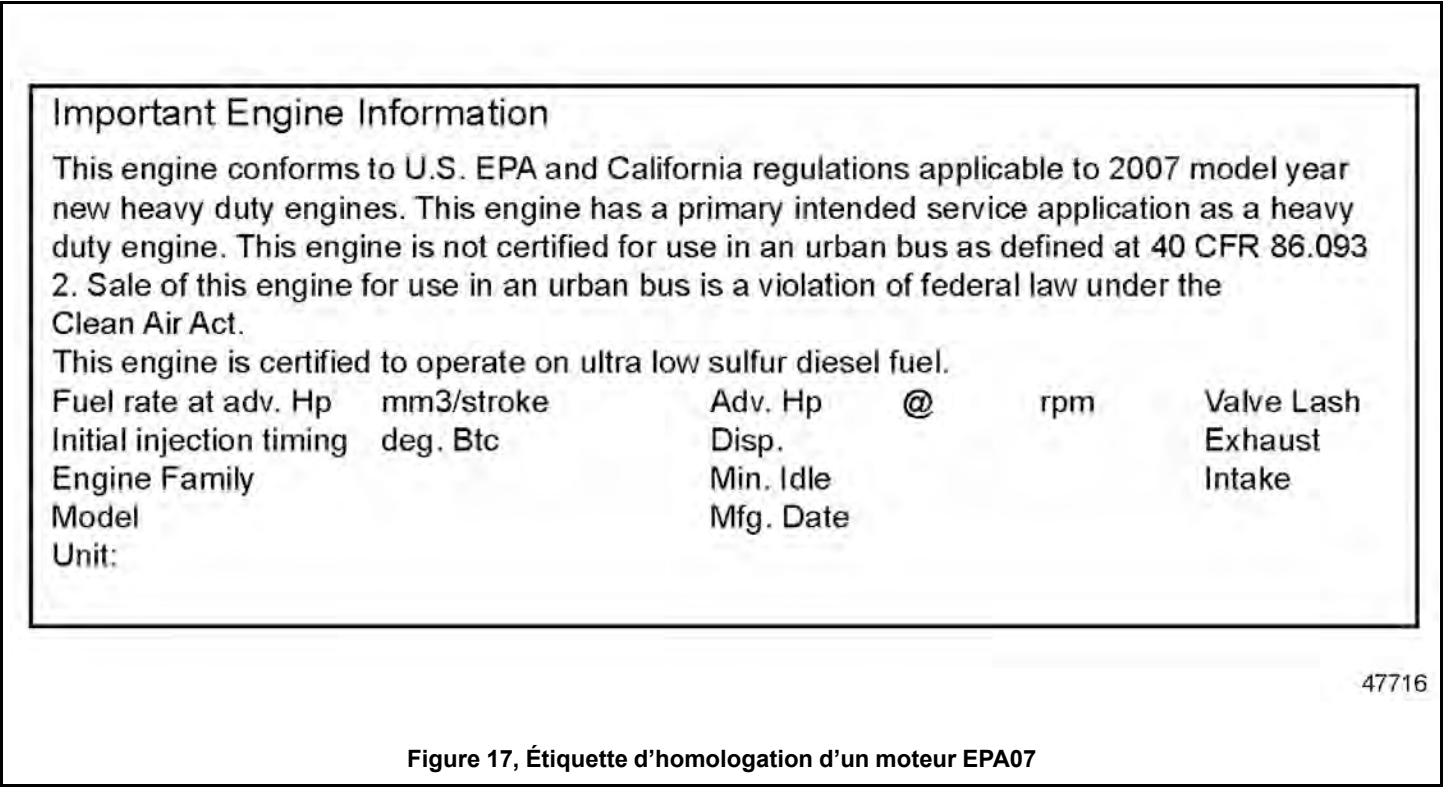 Important Engine Information
This engine conforms to U.S. EPA and California regulations applicable to 2007 model year
new heavy duty engines. This engine has a primary intended service application as a heavy
duty engine. This engine is not certified for use in an urban bus as defined at 40 CFR 86.093
2. Sale of this engine for use in an urban bus is a violation of federal law under the
Clean Air Act.
This engine is certified to operate on ultra low sulfur diesel fuel.
Fuel rate at adv. Hp mm3/stroke Adv. Hp @ rpm Valve Lash
Initial injection timing deg. Btc Disp. Exhaust
Engine Family Min. Idle Intake
Model Mfg. Date
Unit:
47716
Figure 17, Étiquette d’homologation d’un moteur EPA07